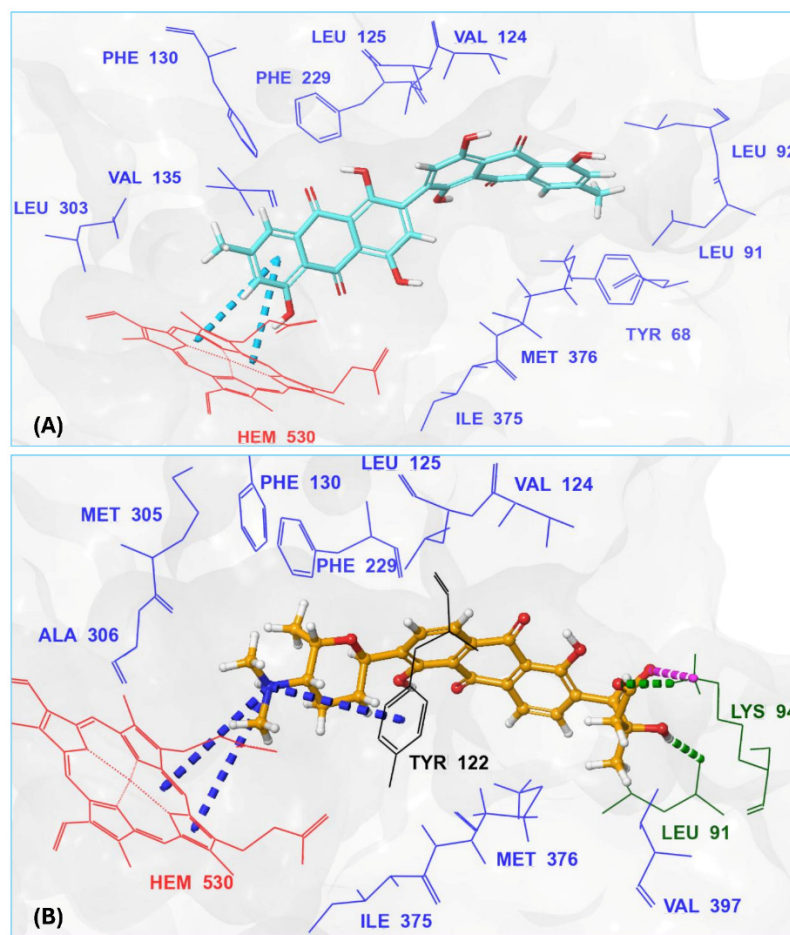 LEU 125
VAL 124
PHE 130
PHE 229
LEU 92
VAL 135
LEU 303
LEU 91
TYR 68
MET 376
ILE 375
(A)
HEM 530
LEU 125
PHE 130
VAL 124
MET 305
PHE 229
ALA 306
LYS 94
TYR 122
LEU 91
MET 376
HEM 530
VAL 397
ILE 375
(B)